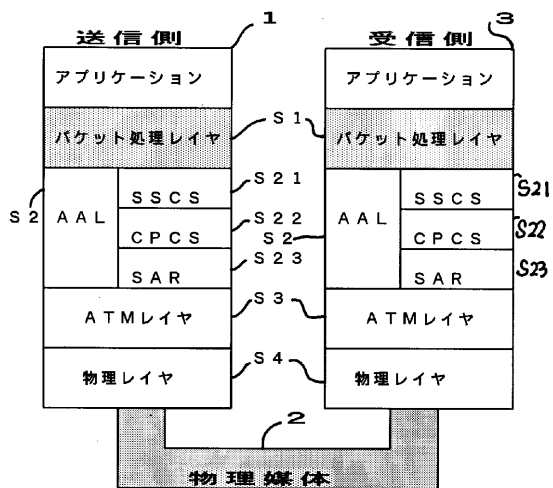 送信側 1 受信側 3
アプリケーション アプリケーション
パケット処理レイヤ S1 パケット処理レイヤ
S2 AAL SSCS S21 S2 AAL SSCS S21
CPCS S22 CPCS S22
SAR S23 SAR S23
ATMレイヤ S3 ATMレイヤ
物理レイヤ S4 物理レイヤ
2
物理媒体